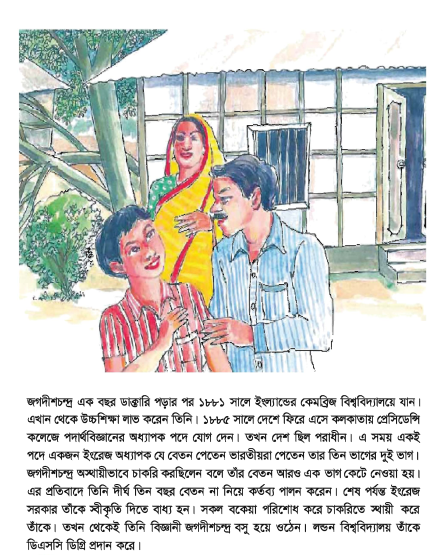 জগদীশচন্দ্র এক বছর ডাক্তারি পড়ার পর ১৮৮১ সালে ইংল্যান্ডের কেমব্রিজ বিশ্ববিদ্যালয়ে যান।
এখান থেকে উচ্চশিক্ষা লাভ করেন তিনি। ১৮৮৫ সালে দেশে ফিরে এসে কলকাতায় প্রেসিডেন্সি
কলেজে পদার্থবিজ্ঞানের অধ্যাপক পদে যোগ দেন। তখন দেশ ছিল পরাধীন। এ সময় একই
পদে একজন ইংরেজ অধ্যাপক যে বেতন পেতেন ভারতীয়রা পেতেন তার তিন ভাগের দুই ভাগ।
জগদীশচন্দ্র অস্থায়ীভাবে চাকরি করছিলেন বলে তাঁর বেতন আরও এক ভাগ কেটে নেওয়া হয়।
এর প্রতিবাদে তিনি দীর্ঘ তিন বছর বেতন না নিয়ে কর্তব্য পালন করেন। শেষ পর্যন্ত ইংরেজ
সরকার তাঁকে স্বীকৃতি দিতে বাধ্য হন। সকল বকেয়া পরিশোধ করে চাকরিতে স্থায়ী করে
তাঁকে। তখন থেকেই তিনি বিজ্ঞানী জগদীশচন্দ্র বসু হয়ে ওঠেন। লন্ডন বিশ্ববিদ্যালয় তাঁকে
ডিএসসি ডিগ্রি প্রদান করে।